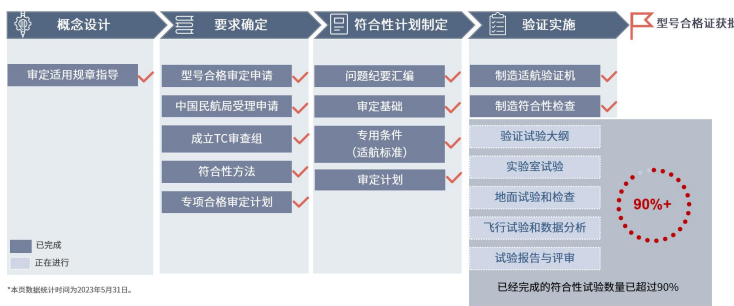 概念设计
要求确定
符合性计划制定
验证实施
型号合格证获批
审定适用规章指导
型号合格审定申请
中国民航局受理申请
成立TC审查组
符合性方法
专项合格审定计划
问题纪要汇编
审定基础
专用条件
(适航标准)
审定计划
制造适航验证机
制造符合性检查
验证试验大纲
实验室试验
地面试验和检查
飞行试验和数据分析
试验报告与评审
90%+
已经完成的符合性试验数量已超过90%
已完成
正在进行
*本页数据统计时间为2023年5月31日。